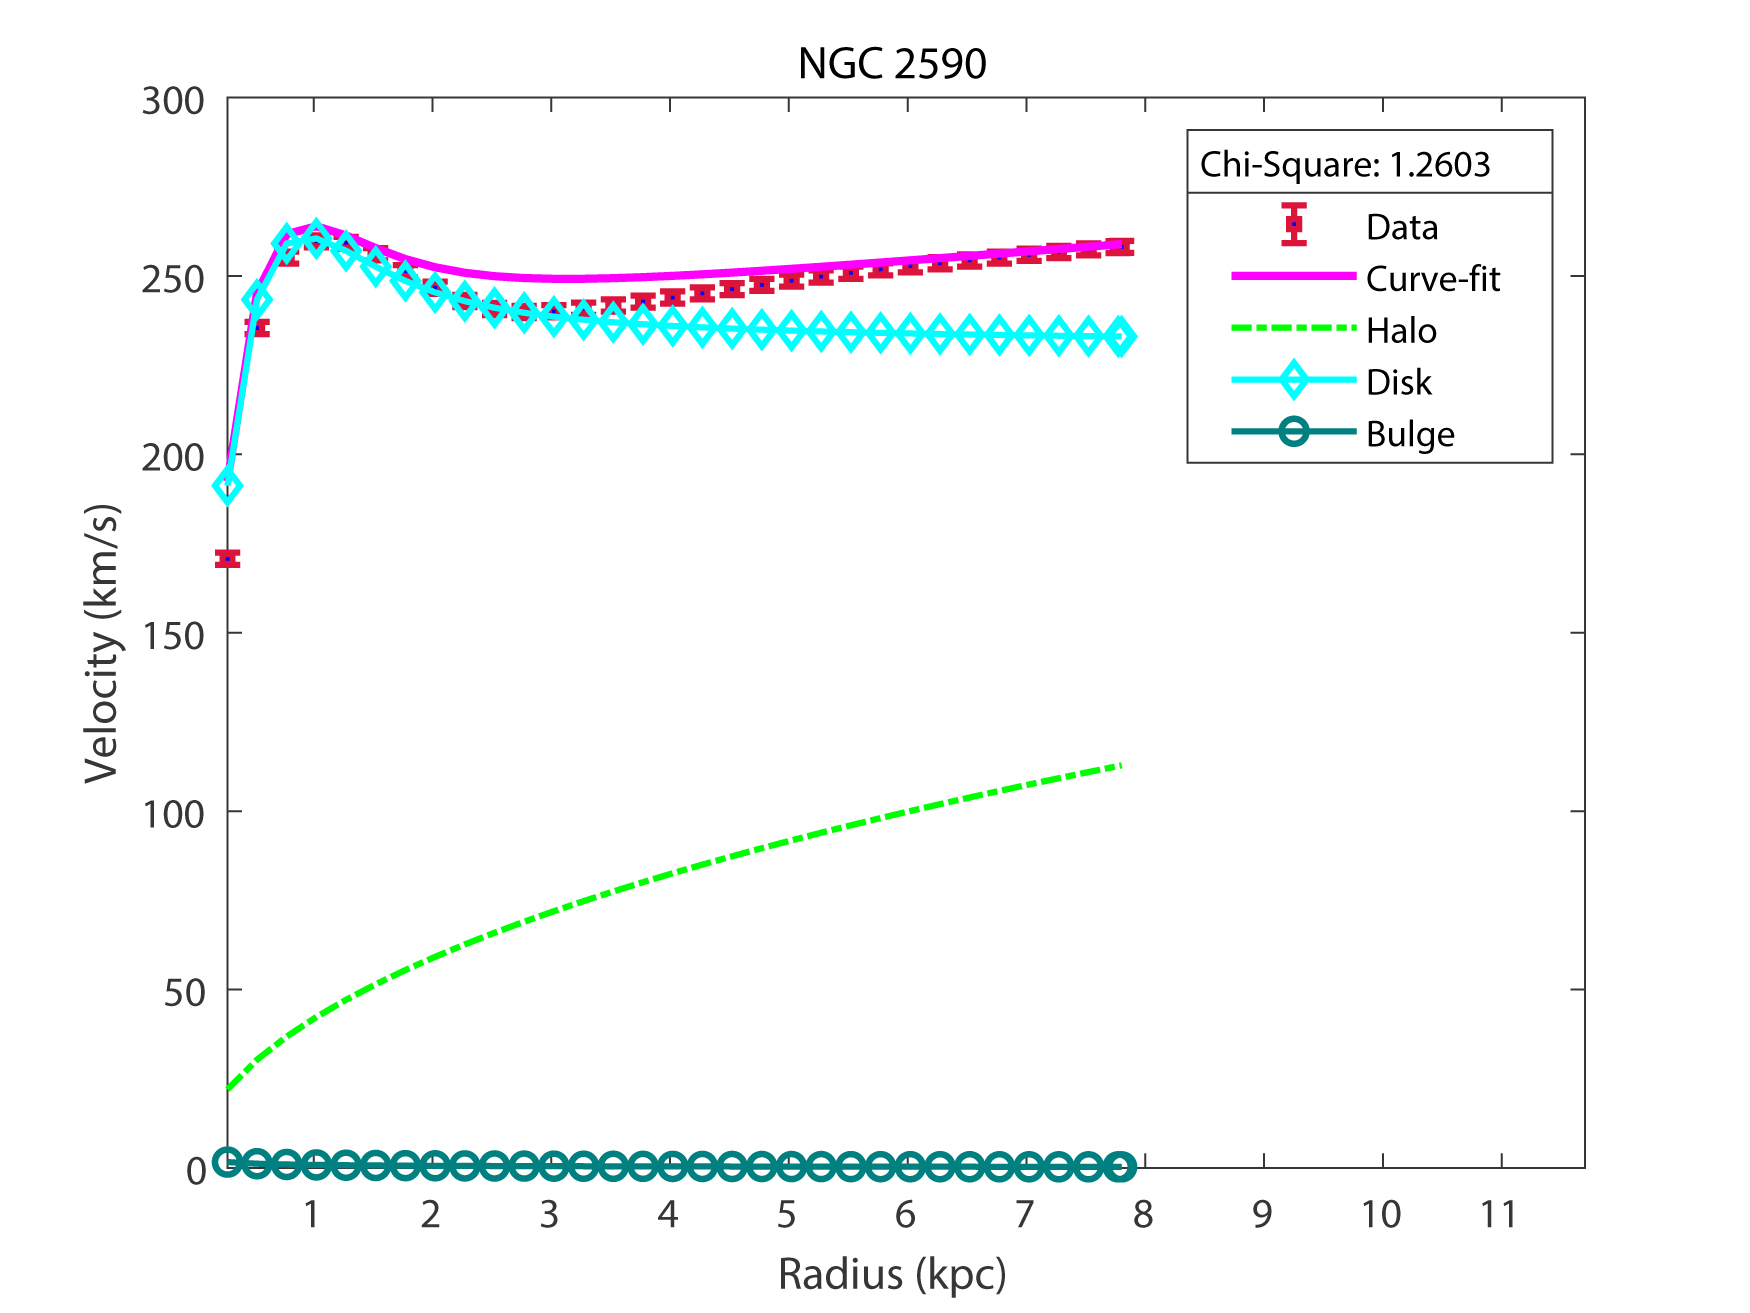 NGC 2590
300
250
200
150
100
50
0
Velocity (km/s)
Chi-Square: 1.2603
Data
Curve-fit
Halo
Disk
Bulge
1 2 3 4 5 6 7 8 9 10 11
Radius (kpc)